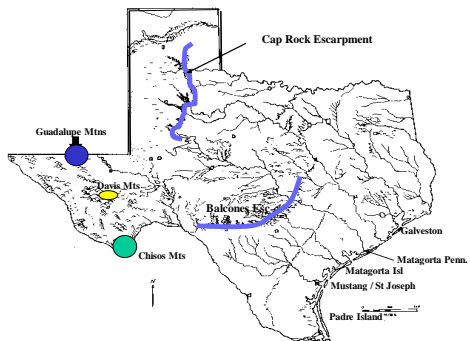 Cap Rock Escarpment
Guadalupe Mtns
Davis Mts
Balcones Es
Chisos Mts
Galveston
Matagorta Penn.
Matagorta Isl
Mustang / St Joseph
Padre Island